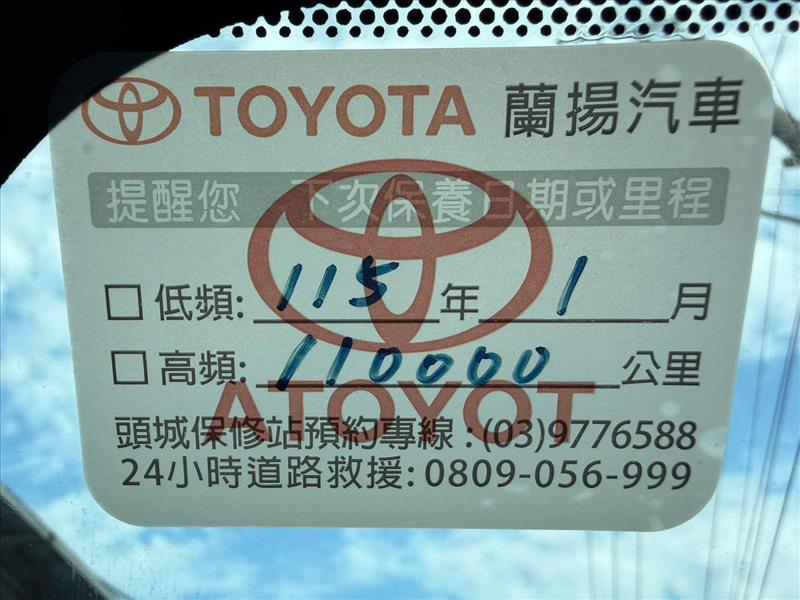 TOYOTA 蘭揚汽車
提醒您 下次保養日期或里程
□ 低頻: 115 年 1 月
□ 高頻: 110000 公里
ATOYOT
頭城保修站預約專線:(03)9776588
24小時道路救援:0809-056-999